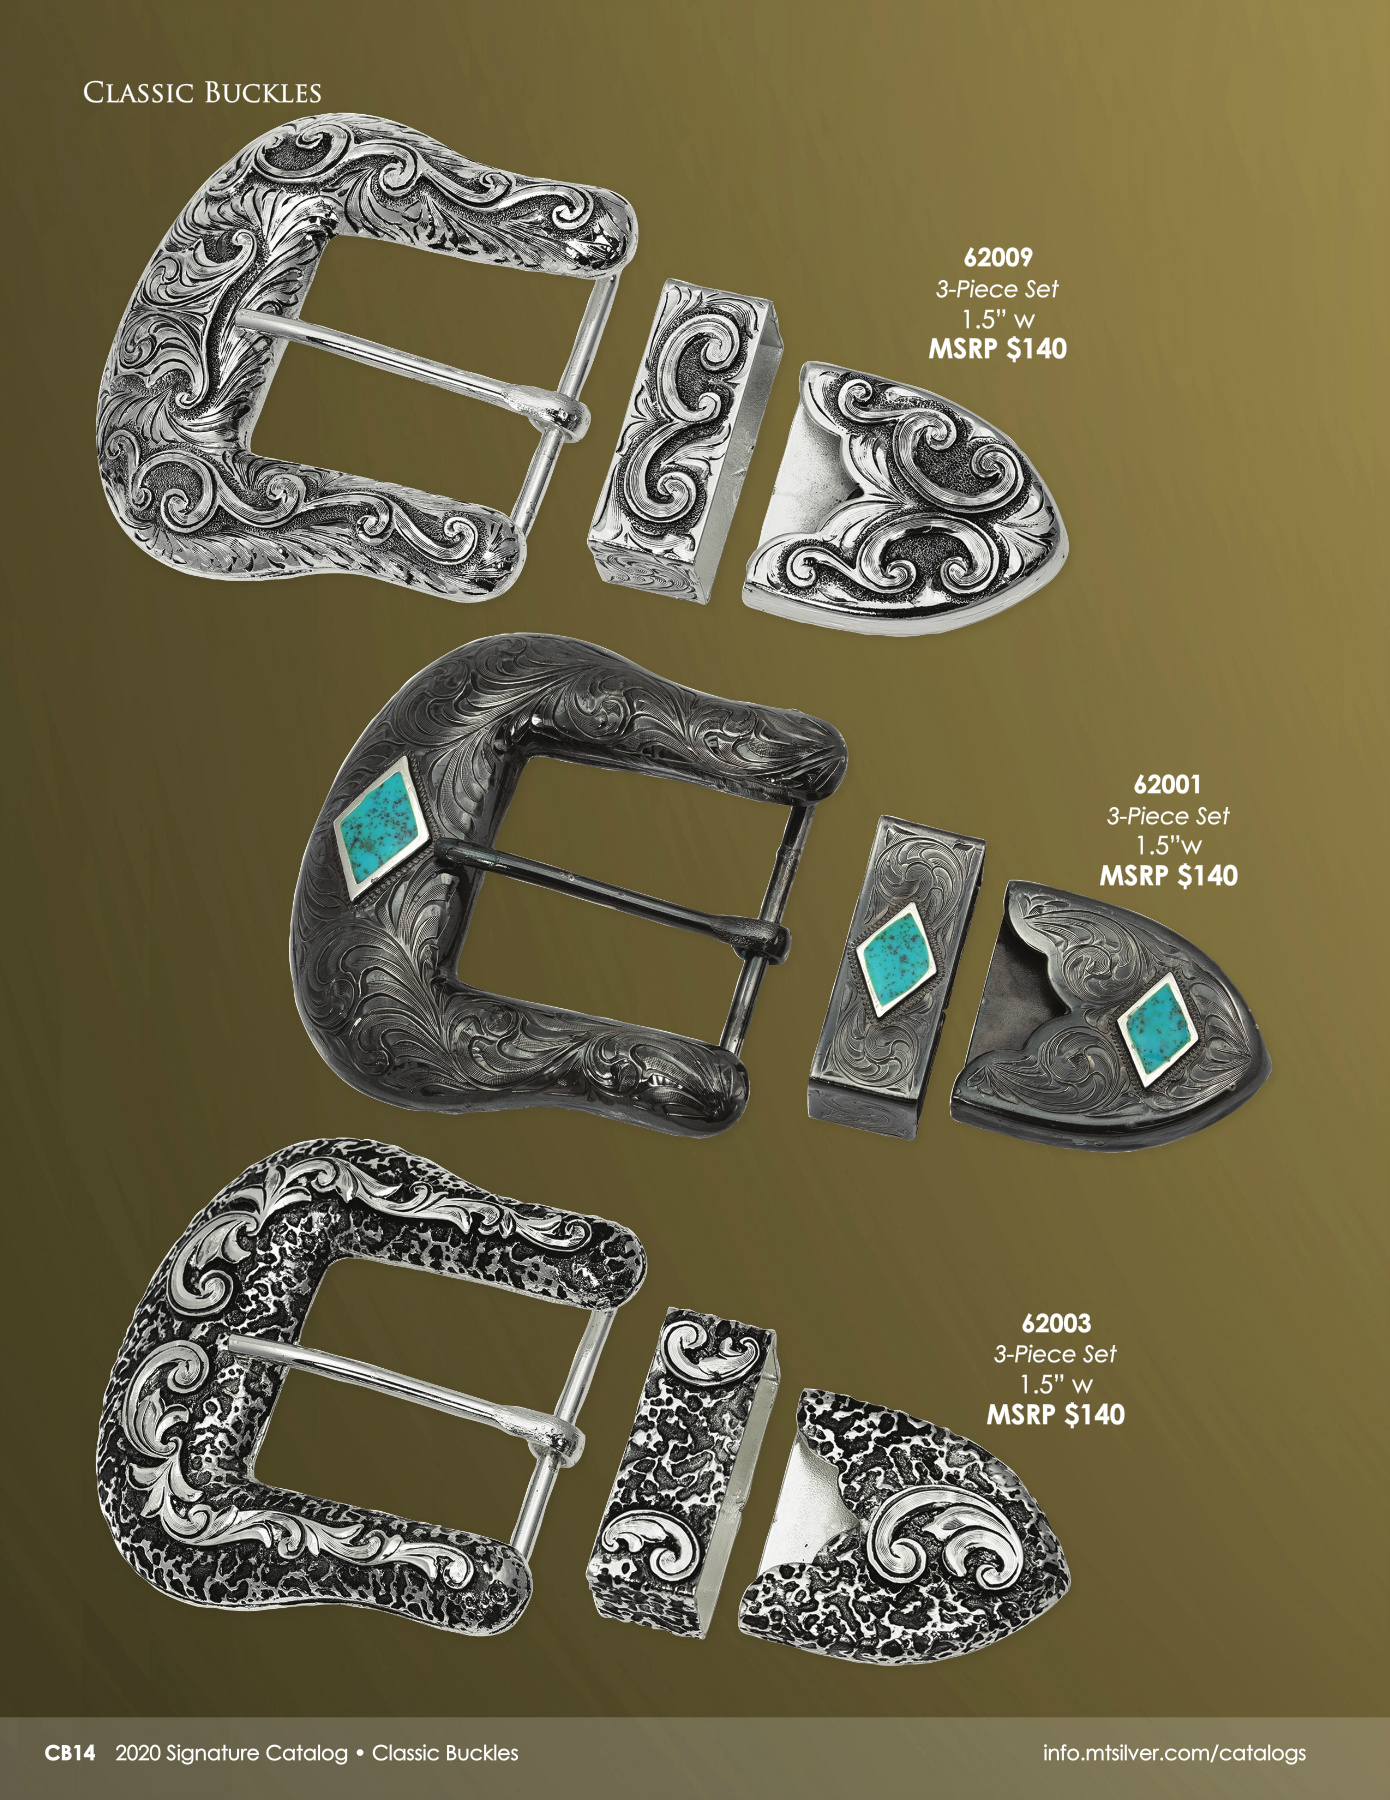 Classic Buckles
62009
3-Piece Set
1.5” w
MSRP $140
62001
3-Piece Set
1.5”w
MSRP $140
62003
3-Piece Set
1.5” w
MSRP $140
CB14 2020 Signature Catalog • Classic Buckles
info.mtsilver.com/catalogs